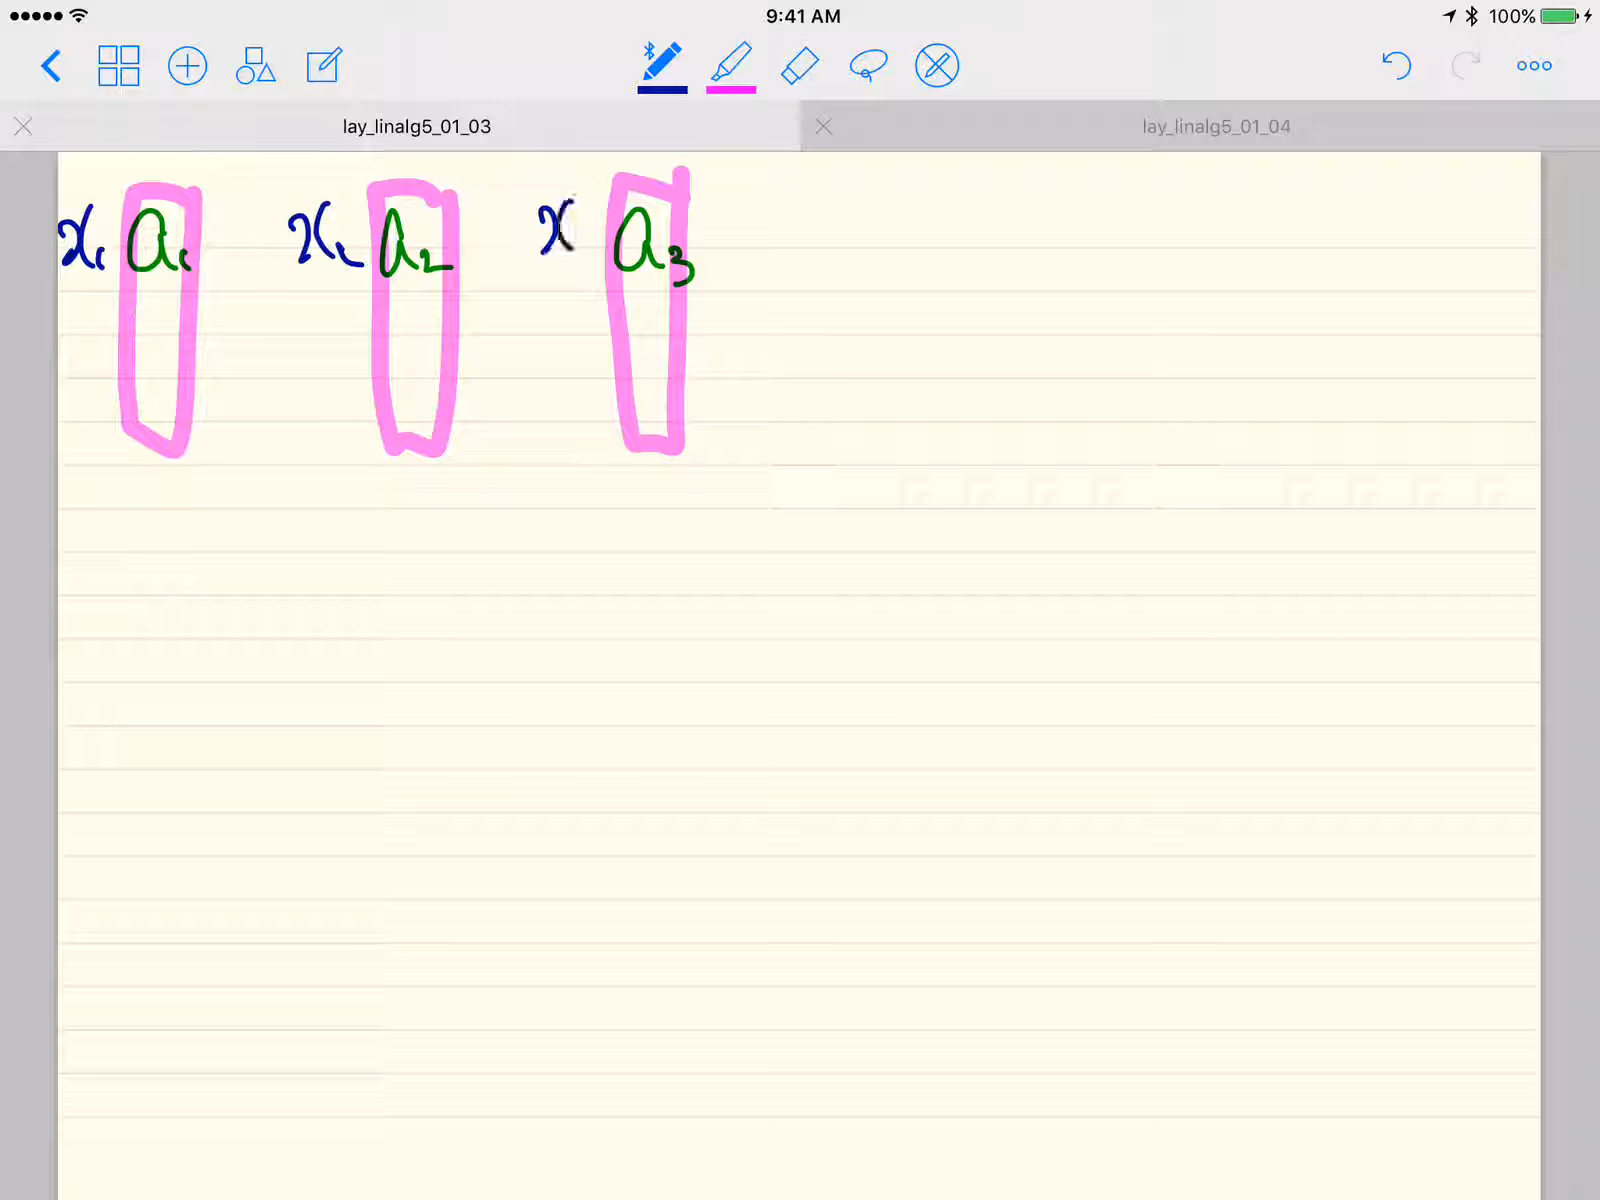 9:41 AM 100%
lay_linalg5_01_03 lay_linalg5_01_04
x₁ a₁ x₂ a₂ x a₃